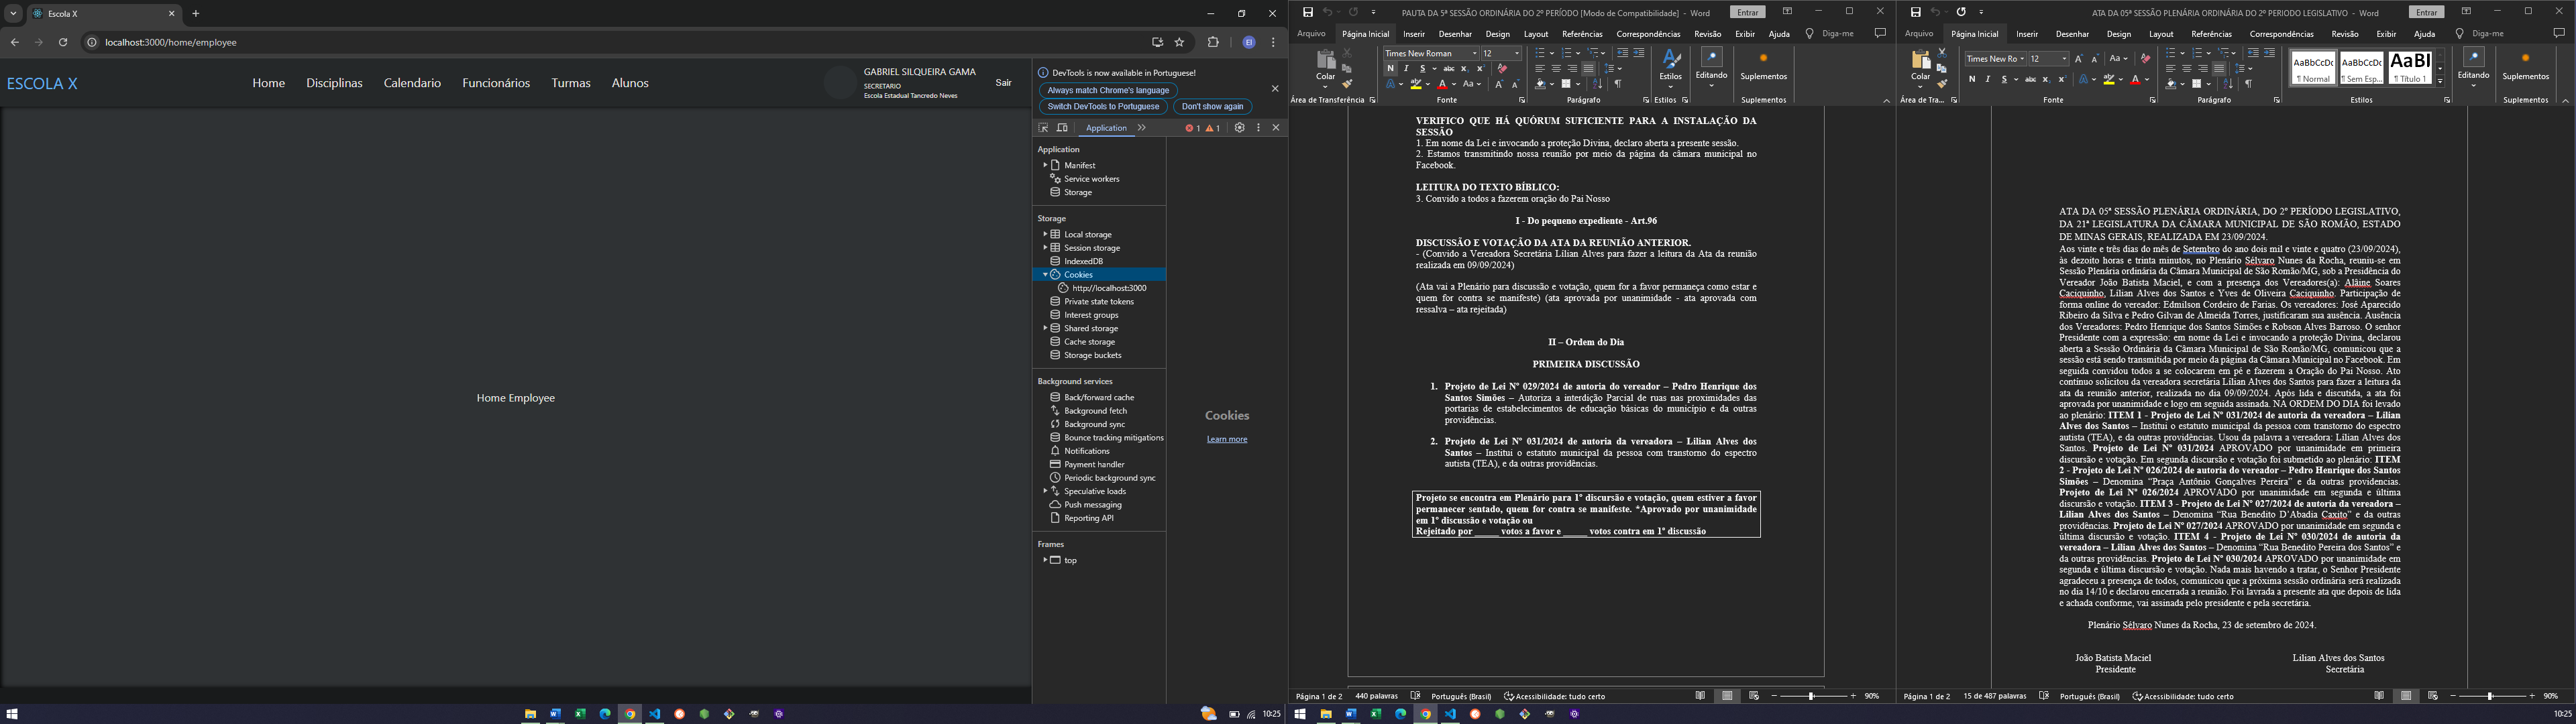 Escola X
localhost:3000/home/employee
ESCOLA X
Home Disciplinas Calendario Funcionários Turmas Alunos
GABRIEL SILQUEIRA GAMA
SECRETARIO
Escola Estadual Tancredo Neves
Sair
Home Employee
DevTools is now available in Portuguese!
Always match Chrome's language
Switch DevTools to Portuguese Don't show again
Application
1 1
Application
Manifest
Service workers
Storage
Storage
Local storage
Session storage
IndexedDB
Cookies
http://localhost:3000
Private state tokens
Interest groups
Shared storage
Cache storage
Storage buckets
Background services
Back/forward cache
Background fetch
Background sync
Bounce tracking mitigations
Notifications
Payment handler
Periodic background sync
Speculative loads
Push messaging
Reporting API
Frames
top
Cookies
Learn more
10:25
PAUTA DA 5ª SESSÃO ORDINÁRIA DO 2º PERÍODO [Modo de Compatibilidade] - Word
Entrar
Arquivo Página Inicial Inserir Desenhar Design Layout Referências Correspondências Revisão Exibir Ajuda Diga-me
Times New Roman 12
Colar
Estilos
Editando
Suplementos
Área de Transferência Fonte Parágrafo Estilos Suplementos
VERIFICO QUE HÁ QUÓRUM SUFICIENTE PARA A INSTALAÇÃO DA
SESSÃO
1. Em nome da Lei e invocando a proteção Divina, declaro aberta a presente sessão.
2. Estamos transmitindo nossa reunião por meio da página da câmara municipal no
Facebook.
LEITURA DO TEXTO BÍBLICO:
3. Convido a todos a fazerem oração do Pai Nosso
I - Do pequeno expediente - Art.96
DISCUSSÃO E VOTAÇÃO DA ATA DA REUNIÃO ANTERIOR.
- (Convido a Vereadora Secretária Lílian Alves para fazer a leitura da Ata da reunião
realizada em 09/09/2024)
(Ata vai a Plenário para discussão e votação, quem for a favor permaneça como estar e
quem for contra se manifeste) (ata aprovada por unanimidade - ata aprovada com
ressalva – ata rejeitada)
II – Ordem do Dia
PRIMEIRA DISCUSSÃO
1. Projeto de Lei Nº 029/2024 de autoria do vereador – Pedro Henrique dos
Santos Simões – Autoriza a interdição Parcial de ruas nas proximidades das
portarias de estabelecimentos de educação básicas do município e da outras
providências.
2. Projeto de Lei Nº 031/2024 de autoria da vereadora – Lilian Alves dos
Santos – Institui o estatuto municipal da pessoa com transtorno do espectro
autista (TEA), e da outras providências.
Projeto se encontra em Plenário para 1º discursão e votação, quem estiver a favor
permanecer sentado, quem for contra se manifeste. *Aprovado por unanimidade
em 1º discussão e votação ou
Rejeitado por _____ votos a favor e _____ votos contra em 1º discussão
Página 1 de 2 440 palavras Português (Brasil) Acessibilidade: tudo certo 90%
ATA DA 05ª SESSÃO PLENÁRIA ORDINÁRIA DO 2º PERIODO LEGISLATIVO - Word
Entrar
Arquivo Página Inicial Inserir Desenhar Design Layout Referências Correspondências Revisão Exibir Ajuda Diga-me
Times New Ro 12
Colar
AaBbCcDc AaBbCcDc AaBl
¶ Normal ¶ Sem Esp... ¶ Título 1
Editando
Suplementos
Área de Tra... Fonte Parágrafo Estilos Suplementos
ATA DA 05ª SESSÃO PLENÁRIA ORDINÁRIA, DO 2º PERÍODO LEGISLATIVO,
DA 21ª LEGISLATURA DA CÂMARA MUNICIPAL DE SÃO ROMÃO, ESTADO
DE MINAS GERAIS, REALIZADA EM 23/09/2024.
Aos vinte e três dias do mês de Setembro do ano dois mil e vinte e quatro (23/09/2024),
às dezoito horas e trinta minutos, no Plenário Sélvaro Nunes da Rocha, reuniu-se em
Sessão Plenária ordinária da Câmara Municipal de São Romão/MG, sob a Presidência do
Vereador João Batista Maciel, e com a presença dos Vereadores(a): Alâine Soares
Caciquinho, Lílian Alves dos Santos e Yves de Oliveira Caciquinho. Participação de
forma online do vereador: Edmilson Cordeiro de Farias. Os vereadores: José Aparecido
Ribeiro da Silva e Pedro Gilvan de Almeida Torres, justificaram sua ausência. Ausência
dos Vereadores: Pedro Henrique dos Santos Simões e Robson Alves Barroso. O senhor
Presidente com a expressão: em nome da Lei e invocando a proteção Divina, declarou
aberta a Sessão Ordinária da Câmara Municipal de São Romão/MG, comunicou que a
sessão está sendo transmitida por meio da página da Câmara Municipal no Facebook. Em
seguida convidou todos a se colocarem em pé e fazerem a Oração do Pai Nosso. Ato
contínuo solicitou da vereadora secretária Lílian Alves dos Santos para fazer a leitura da
ata da reunião anterior, realizada no dia 09/09/2024. Após lida e discutida, a ata foi
aprovada por unanimidade e logo em seguida assinada. NA ORDEM DO DIA foi levado
ao plenário: ITEM 1 - Projeto de Lei Nº 031/2024 de autoria da vereadora – Lilian
Alves dos Santos – Institui o estatuto municipal da pessoa com transtorno do espectro
autista (TEA), e da outras providências. Usou da palavra a vereadora: Lílian Alves dos
Santos. Projeto de Lei Nº 031/2024 APROVADO por unanimidade em primeira
discursão e votação. Em segunda discursão e votação foi submetido ao plenário: ITEM
2 - Projeto de Lei Nº 026/2024 de autoria do vereador – Pedro Henrique dos Santos
Simões – Denomina “Praça Antônio Gonçalves Pereira” e da outras providencias.
Projeto de Lei Nº 026/2024 APROVADO por unanimidade em segunda e última
discursão e votação. ITEM 3 - Projeto de Lei Nº 027/2024 de autoria da vereadora –
Lilian Alves dos Santos – Denomina “Rua Benedito D’Abadia Caxito” e da outras
providências. Projeto de Lei Nº 027/2024 APROVADO por unanimidade em segunda e
última discursão e votação. ITEM 4 - Projeto de Lei Nº 030/2024 de autoria da
vereadora – Lilian Alves dos Santos – Denomina “Rua Benedito Pereira dos Santos” e
da outras providências. Projeto de Lei Nº 030/2024 APROVADO por unanimidade em
segunda e última discursão e votação. Nada mais havendo a tratar, o Senhor Presidente
agradeceu a presença de todos, comunicou que a próxima sessão ordinária será realizada
no dia 14/10 e declarou encerrada a reunião. Foi lavrada a presente ata que depois de lida
e achada conforme, vai assinada pelo presidente e pela secretária.
Plenário Sélvaro Nunes da Rocha, 23 de setembro de 2024.
João Batista Maciel Lilian Alves dos Santos
Presidente Secretária
Página 1 de 2 15 de 487 palavras Português (Brasil) Acessibilidade: tudo certo 90%
10:25